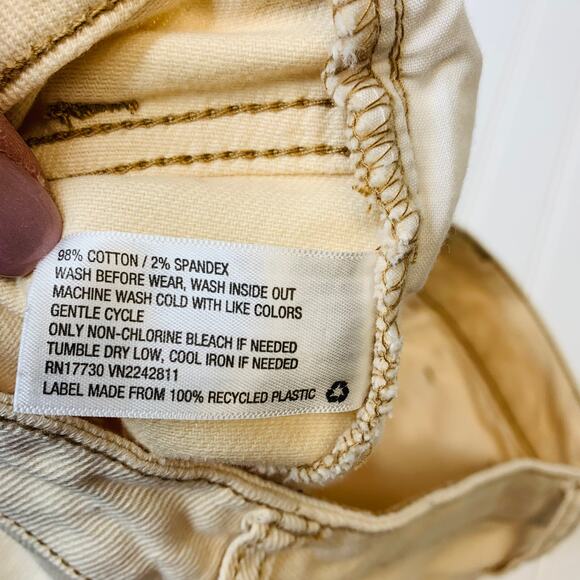 98% COTTON / 2% SPANDEX
WASH BEFORE WEAR, WASH INSIDE OUT
MACHINE WASH COLD WITH LIKE COLORS
GENTLE CYCLE
ONLY NON-CHLORINE BLEACH IF NEEDED
TUMBLE DRY LOW, COOL IRON IF NEEDED
RN17730 VN2242811
LABEL MADE FROM 100% RECYCLED PLASTIC